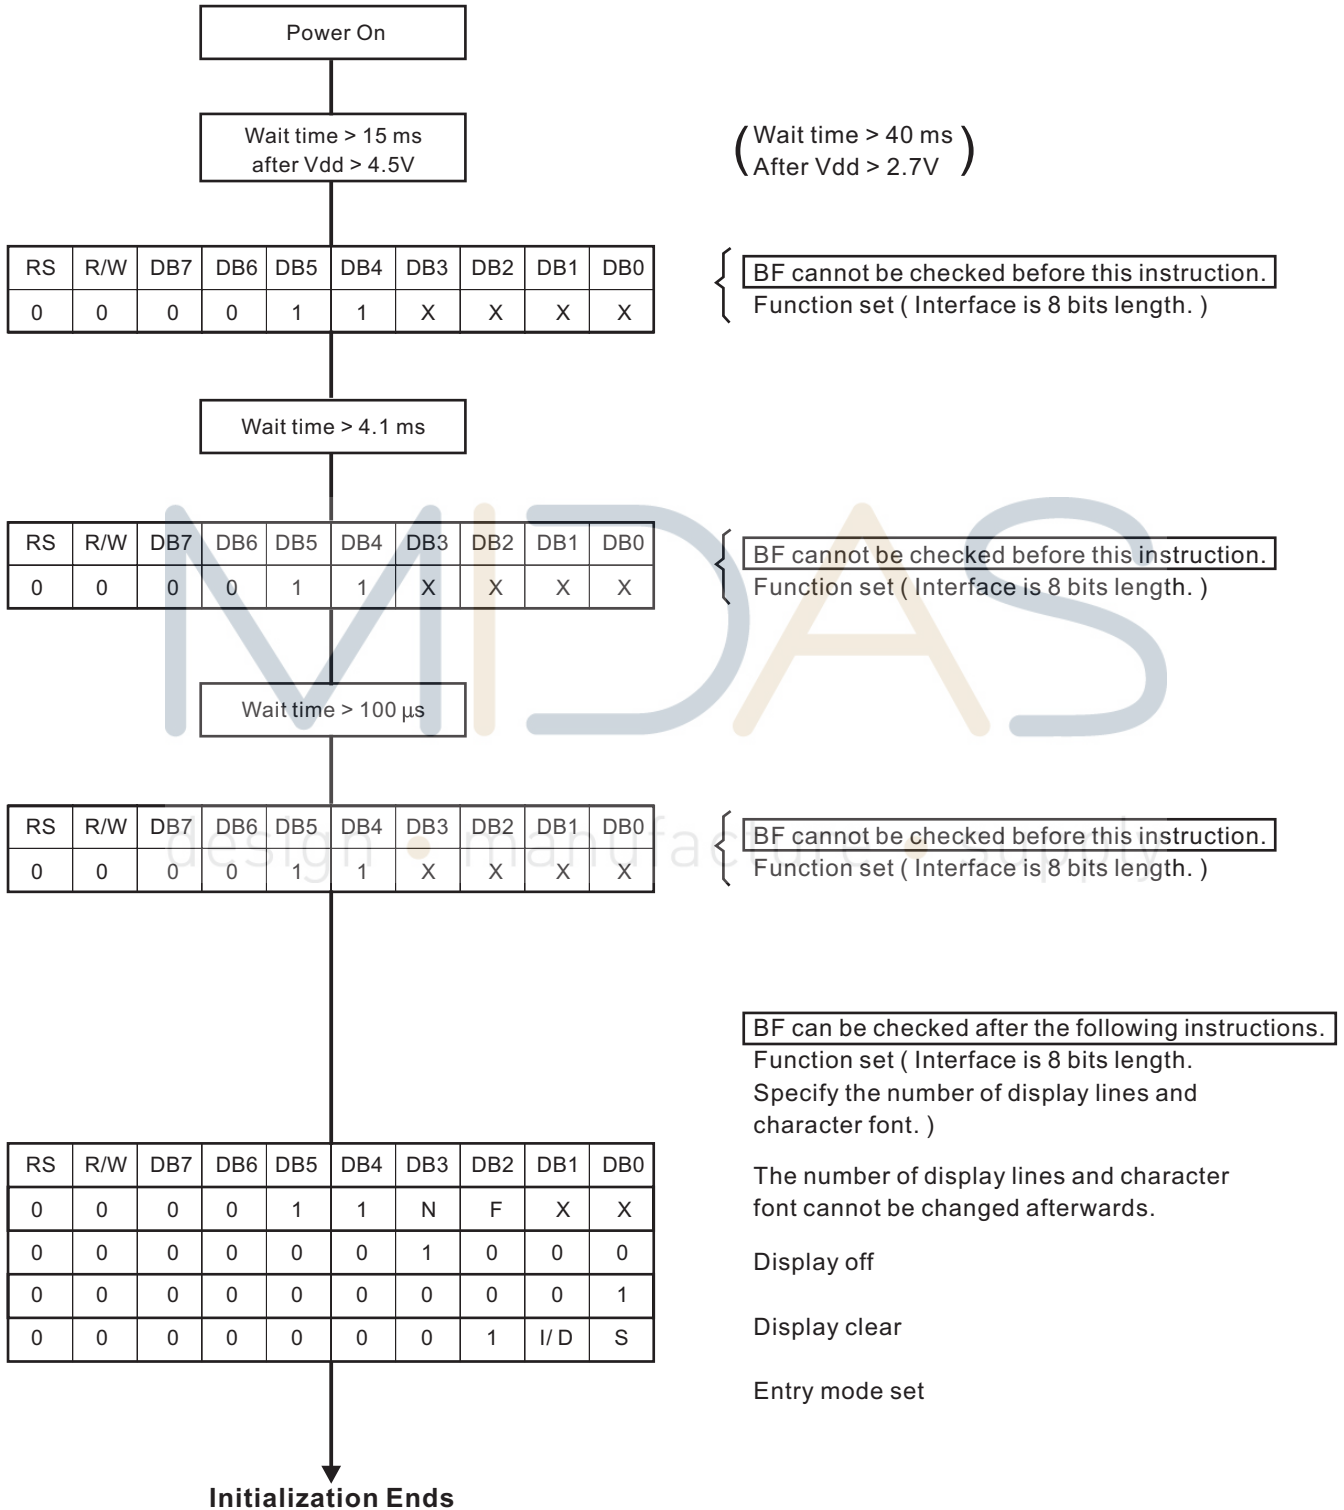 Power On
Wait time > 15 ms
after Vdd > 4.5V
(Wait time > 40 ms
After Vdd > 2.7V)
RS R/W DB7 DB6 DB5 DB4 DB3 DB2 DB1 DB0
0 0 0 0 1 1 X X X X
BF cannot be checked before this instruction.
Function set ( Interface is 8 bits length. )
Wait time > 4.1 ms
MIDAS
RS R/W DB7 DB6 DB5 DB4 DB3 DB2 DB1 DB0
0 0 0 0 1 1 X X X X
BF cannot be checked before this instruction.
Function set ( Interface is 8 bits length. )
Wait time > 100 μs
RS R/W DB7 DB6 DB5 DB4 DB3 DB2 DB1 DB0
0 0 0 0 1 1 X X X X
BF cannot be checked before this instruction.
Function set ( Interface is 8 bits length. )
design • manufacture • supply
BF can be checked after the following instructions.
Function set ( Interface is 8 bits length.
Specify the number of display lines and
character font. )
RS R/W DB7 DB6 DB5 DB4 DB3 DB2 DB1 DB0
0 0 0 0 1 1 N F X X
0 0 0 0 0 0 1 0 0 0
0 0 0 0 0 0 0 0 0 1
0 0 0 0 0 0 0 1 I/ D S
The number of display lines and character
font cannot be changed afterwards.
Display off
Display clear
Entry mode set
Initialization Ends